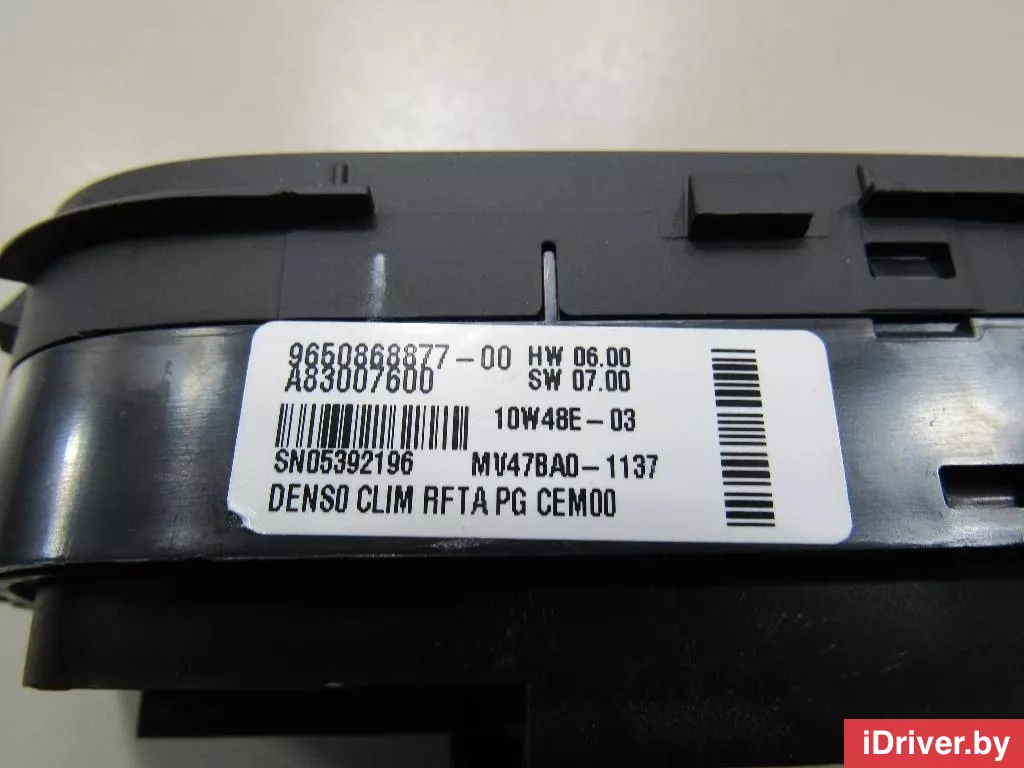 9650868877-00 HW 06.00
A83007600 SW 07.00
10W48E-03
SN05392196 MV47BA0-1137
DENSO CLIM RFTA PG CEM00
iDriver.by